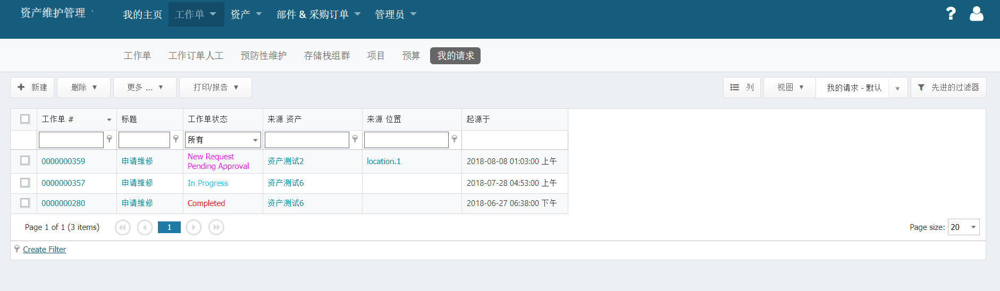 资产维护管理 我的主页 工作单 资产 部件 & 采购订单 管理员 ?
工作单 工作订单人工 预防性维护 存储栈组群 项目 预算 我的请求
新建 删除 更多 ... 打印/报告 列 视图 我的请求 - 默认 先进的过滤器
工作单 # 标题 工作单状态 来源 资产 来源 位置 起源于
所有
0000000359 申请维修 New Request Pending Approval 资产测试2 location.1 2018-08-08 01:03:00 上午
0000000357 申请维修 In Progress 资产测试6 2018-07-28 04:53:00 上午
0000000280 申请维修 Completed 资产测试6 2018-06-27 06:38:00 下午
Page 1 of 1 (3 items) 1 Page size: 20
Create Filter